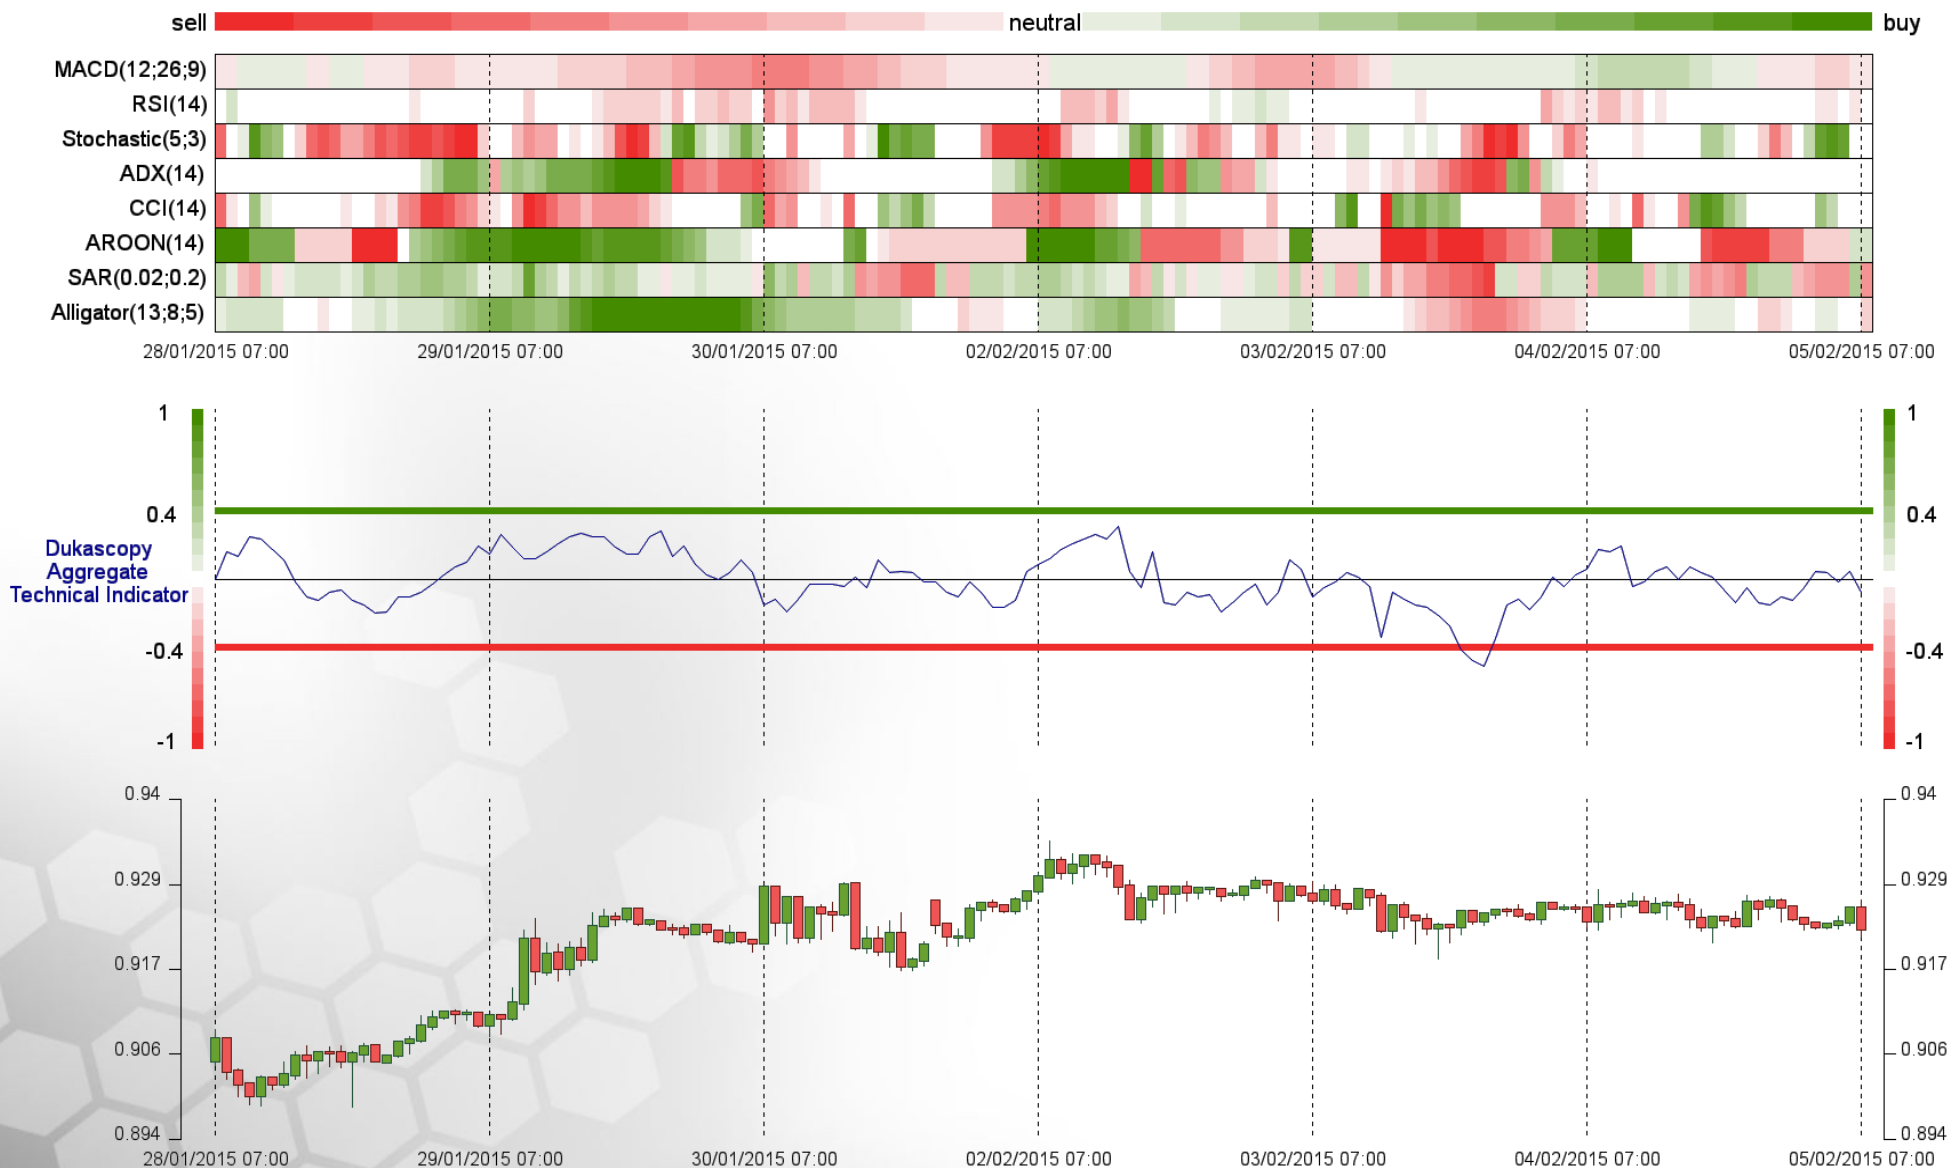 sell neutral buy
MACD(12;26;9)
RSI(14)
Stochastic(5;3)
ADX(14)
CCI(14)
AROON(14)
SAR(0.02;0.2)
Alligator(13;8;5)
28/01/2015 07:00 29/01/2015 07:00 30/01/2015 07:00 02/02/2015 07:00 03/02/2015 07:00 04/02/2015 07:00 05/02/2015 07:00
1 1
0.4 0.4
Dukascopy
Aggregate
Technical Indicator
-0.4 -0.4
-1 -1
0.94 0.94
0.929 0.929
0.917 0.917
0.906 0.906
0.894 0.894
28/01/2015 07:00 29/01/2015 07:00 30/01/2015 07:00 02/02/2015 07:00 03/02/2015 07:00 04/02/2015 07:00 05/02/2015 07:00